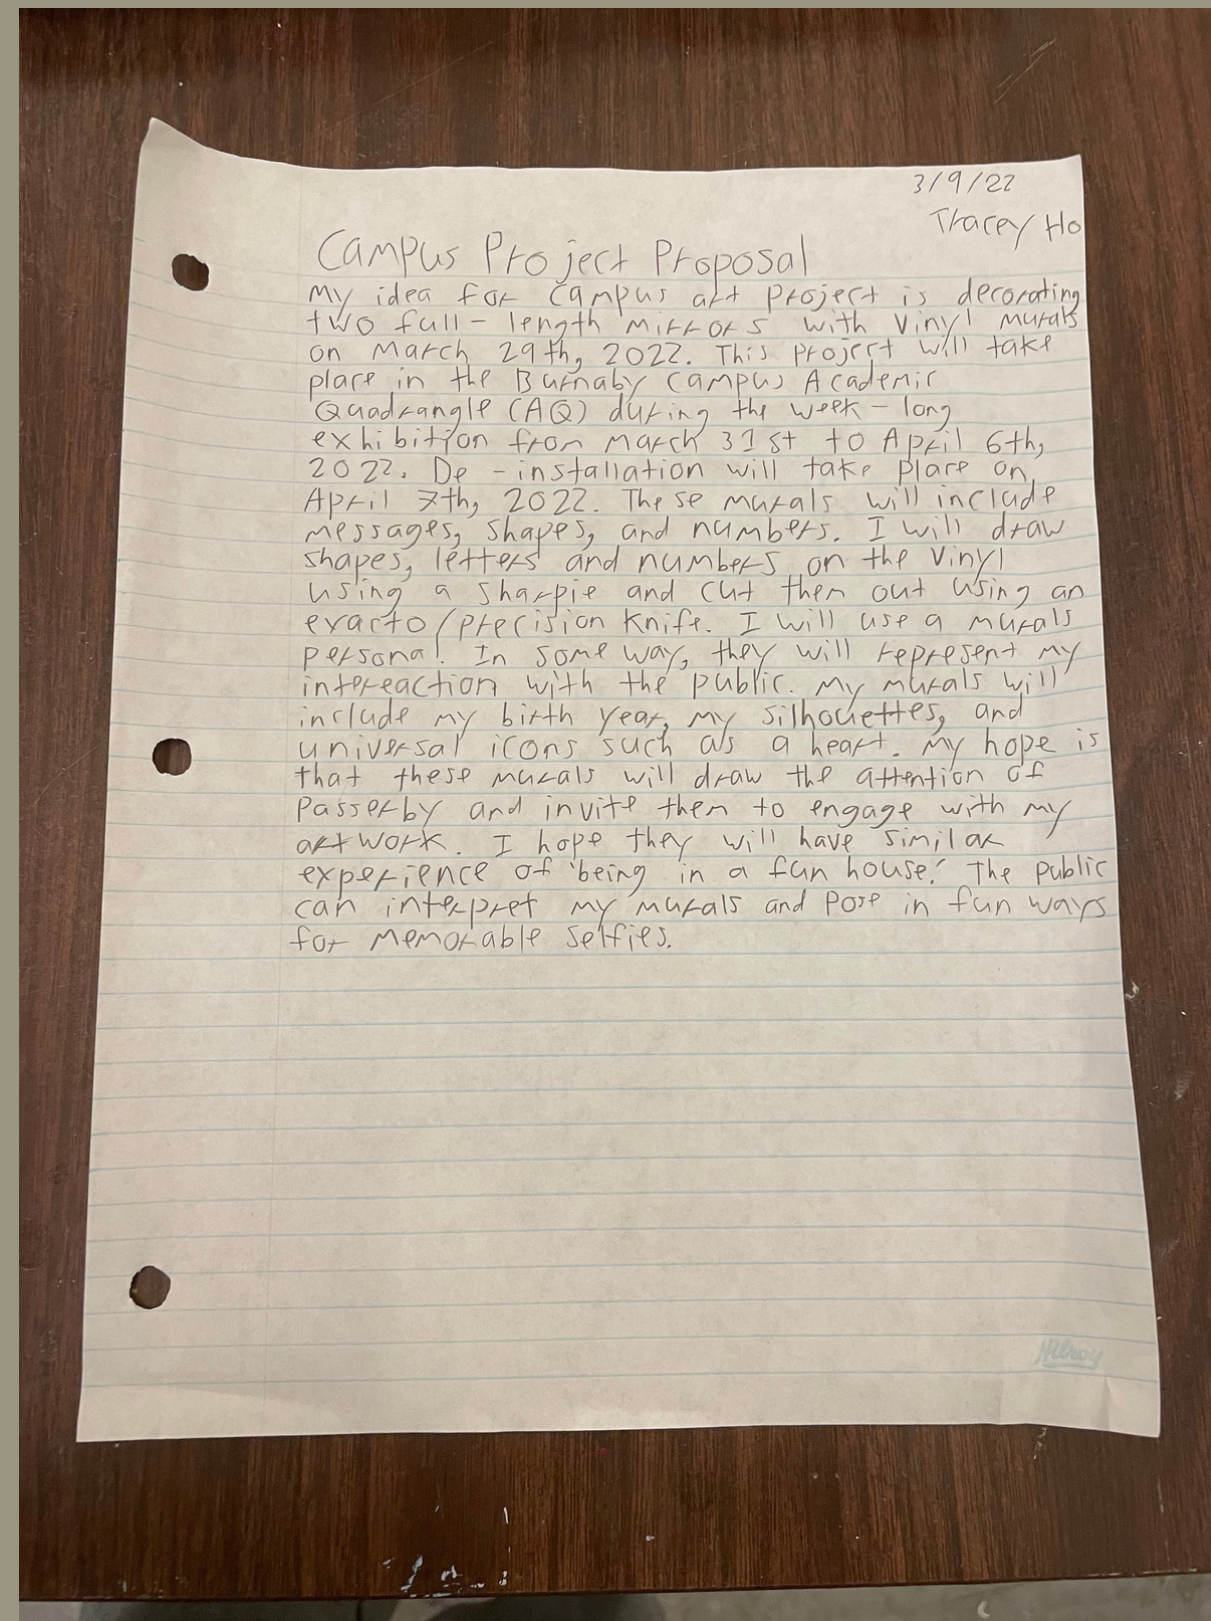 3/9/22
Tracey Ho
Campus Project Proposal
My idea for campus art project is decorating
two full-length mirrors with vinyl murals
on March 29th, 2022. This project will take
place in the Burnaby Campus Academic
Quadrangle (AQ) during the week-long
exhibition from March 31st to April 6th,
2022. De-installation will take place on
April 7th, 2022. These murals will include
messages, shapes, and numbers. I will draw
shapes, letters and numbers on the vinyl
using a sharpie and cut them out using an
exacto/precision knife. I will use a murals
personal. In some way, they will represent my
intereaction with the public. My murals will
include my birth year, my silhouettes, and
universal icons such as a heart. My hope is
that these murals will draw the attention of
passerby and invite them to engage with my
artwork. I hope they will have similar
experience of 'being in a fun house.' The public
can interpret my murals and pose in fun ways
for memorable selfies.
Hilroy